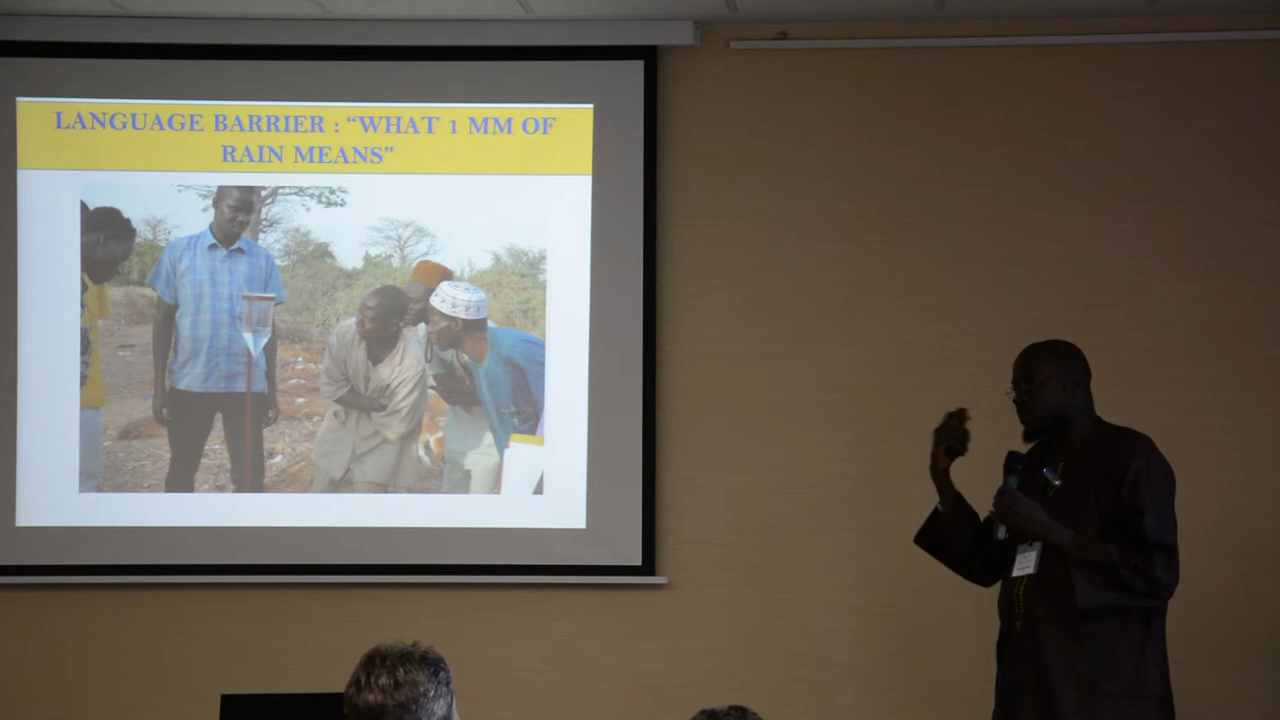 LANGUAGE BARRIER : “WHAT 1 MM OF
RAIN MEANS”